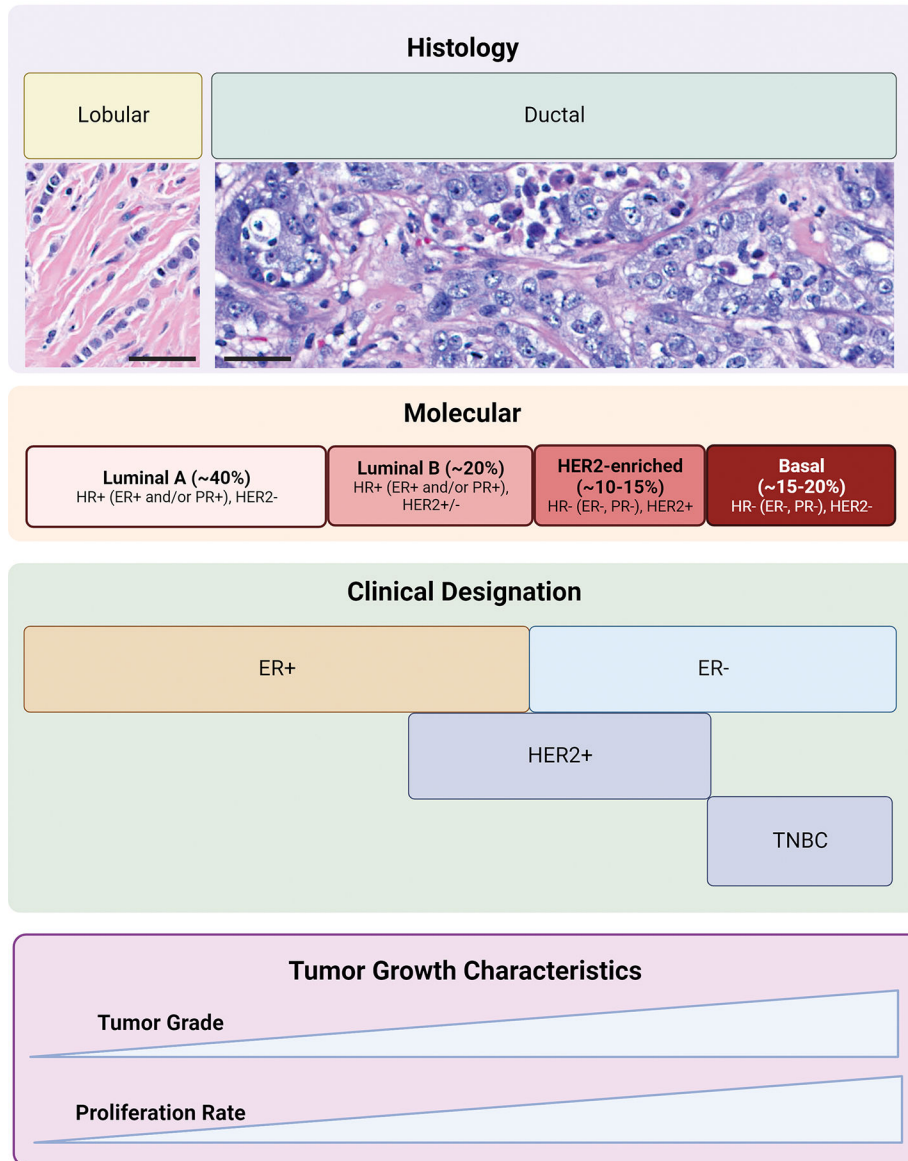 Histology
Lobular
Ductal
Molecular
Luminal A (~40%)
HR+ (ER+ and/or PR+), HER2-
Luminal B (~20%)
HR+ (ER+ and/or PR+),
HER2+/-
HER2-enriched
(~10-15%)
HR- (ER-, PR-), HER2+
Basal
(~15-20%)
HR- (ER-, PR-), HER2-
Clinical Designation
ER+
ER-
HER2+
TNBC
Tumor Growth Characteristics
Tumor Grade
Proliferation Rate